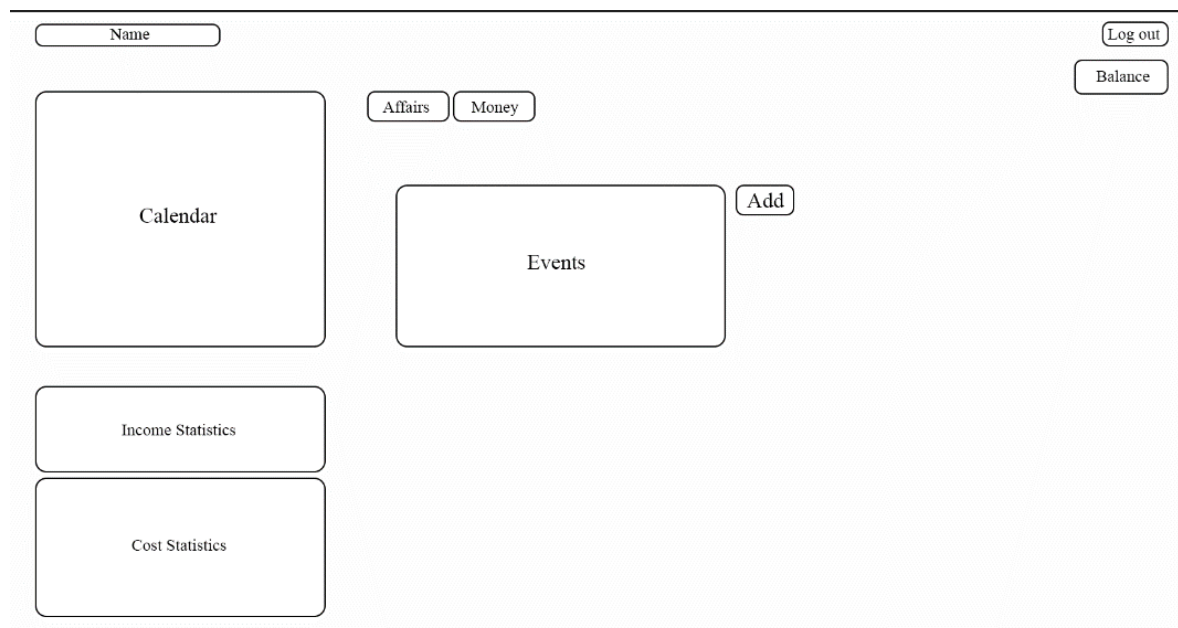 Name
Log out
Balance
Affairs
Money
Calendar
Add
Events
Income Statistics
Cost Statistics